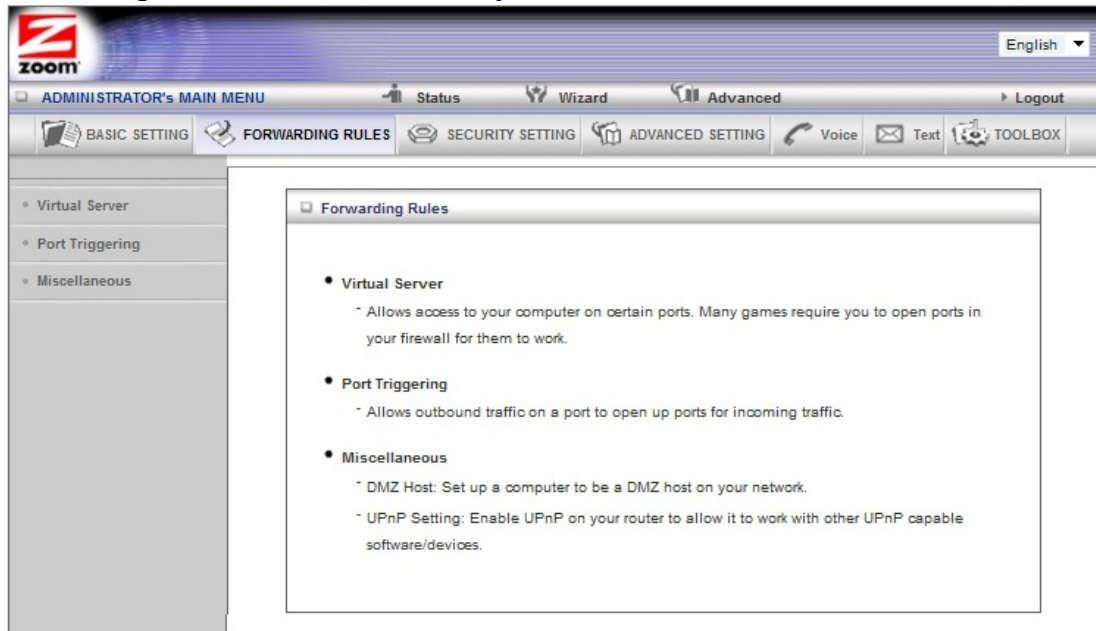 zoom
English
ADMINISTRATOR's MAIN MENU Status Wizard Advanced Logout
BASIC SETTING FORWARDING RULES SECURITY SETTING ADVANCED SETTING Voice Text TOOLBOX
Virtual Server
Port Triggering
Miscellaneous
Forwarding Rules
• Virtual Server
- Allows access to your computer on certain ports. Many games require you to open ports in
your firewall for them to work.
• Port Triggering
- Allows outbound traffic on a port to open up ports for incoming traffic.
• Miscellaneous
- DMZ Host: Set up a computer to be a DMZ host on your network.
- UPnP Setting: Enable UPnP on your router to allow it to work with other UPnP capable
software/devices.